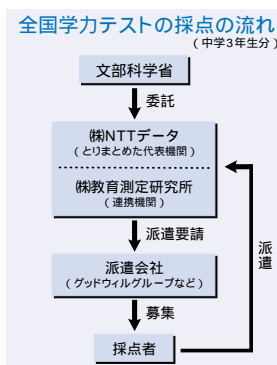 全国学力テストの採点の流れ
(中学3年生分)
文部科学省
委託
㈱NTTデータ
(とりまとめた代表機関)
㈱教育測定研究所
(連携機関)
派遣要請
派遣
派遣会社
(グッドウィルグループなど)
募集
採点者